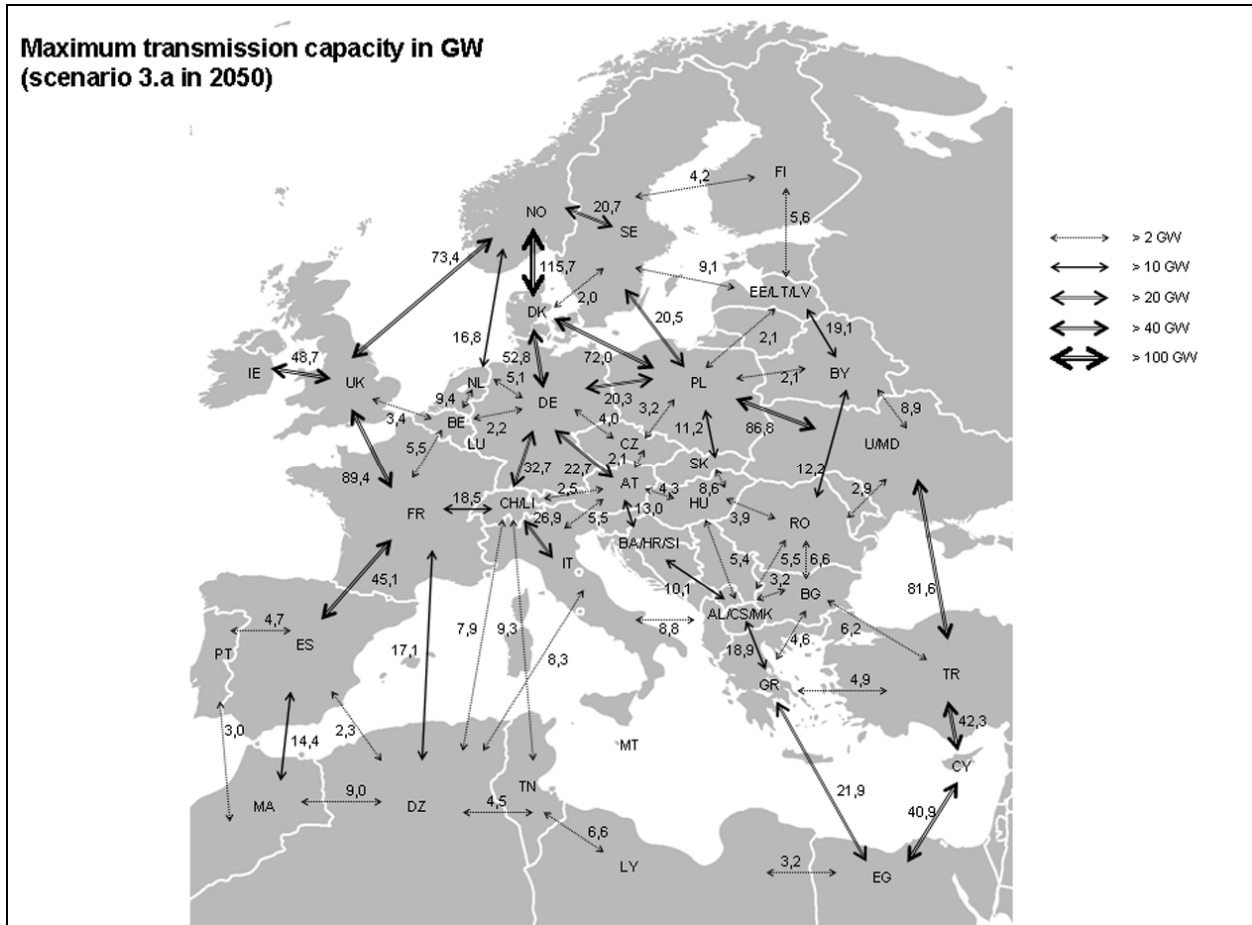 Maximum transmission capacity in GW
(scenario 3.a in 2050)
FI
4,2
NO
20,7
SE
5,6
> 2 GW
73,4
115,7
9,1
> 10 GW
EE/LT/LV
2,0
> 20 GW
DK
20,5
19,1
> 40 GW
16,8
2,1
48,7
52,8
72,0
> 100 GW
IE
UK
NL
5,1
PL
2,1
BY
9,4
DE
20,3
3,4
BE
2,2
4,0
3,2
11,2
86,8
8,9
LU
CZ
U/MD
5,5
2,1
SK
89,4
32,7
22,7
12,2
2,5
AT
4,3
8,6
2,9
18,5
CH/LI
HU
FR
26,9
5,5
13,0
3,9
RO
BA/HR/SI
IT
5,4
5,5
6,6
45,1
10,1
3,2
81,6
BG
AL/CS/MK
4,7
8,8
6,2
ES
7,9
9,3
4,6
PT
17,1
18,9
8,3
TR
GR
4,9
3,0
2,3
42,3
14,4
MT
CY
TN
21,9
MA
9,0
DZ
4,5
40,9
6,6
LY
3,2
EG